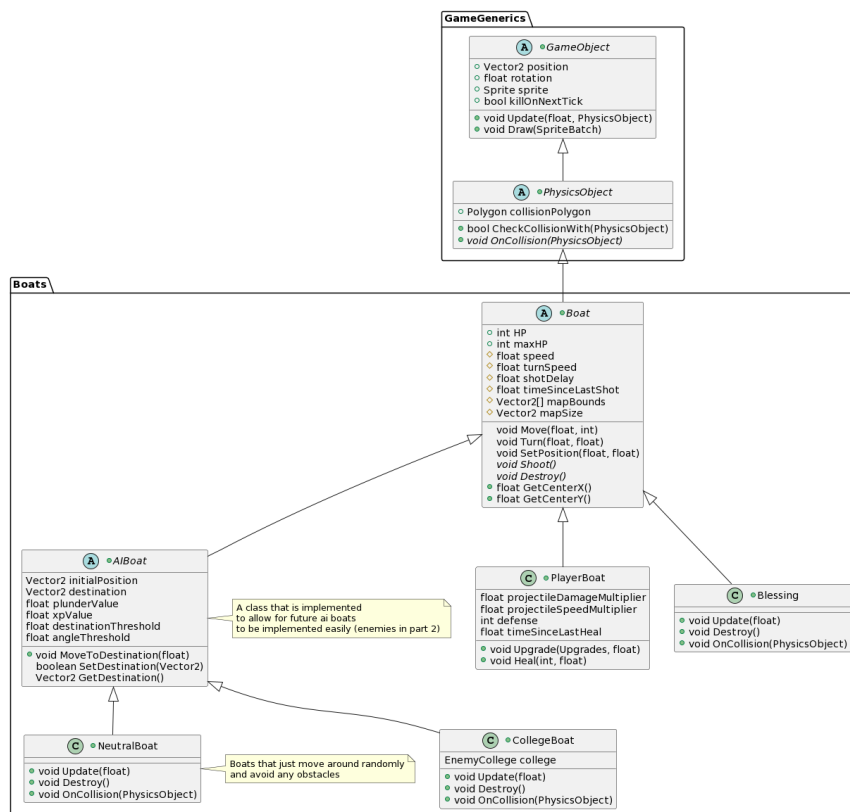 GameGenerics
A GameObject
Vector2 position
float rotation
Sprite sprite
bool killOnNextTick
void Update(float, PhysicsObject)
void Draw(SpriteBatch)
A PhysicsObject
Polygon collisionPolygon
bool CheckCollisionWith(PhysicsObject)
void OnCollision(PhysicsObject)
Boats
A Boat
int HP
int maxHP
float speed
float turnSpeed
float shotDelay
float timeSinceLastShot
Vector2[] mapBounds
Vector2 mapSize
void Move(float, int)
void Turn(float, float)
void SetPosition(float, float)
void Shoot()
void Destroy()
float GetCenterX()
float GetCenterY()
A AIBoat
Vector2 initialPosition
Vector2 destination
float plunderValue
float xpValue
float destinationThreshold
float angleThreshold
void MoveToDestination(float)
boolean SetDestination(Vector2)
Vector2 GetDestination()
A class that is implemented
to allow for future ai boats
to be implemented easily (enemies in part 2)
C PlayerBoat
float projectileDamageMultiplier
float projectileSpeedMultiplier
int defense
float timeSinceLastHeal
void Upgrade(Upgrades, float)
void Heal(int, float)
C Blessing
void Update(float)
void Destroy()
void OnCollision(PhysicsObject)
C NeutralBoat
void Update(float)
void Destroy()
void OnCollision(PhysicsObject)
Boats that just move around randomly
and avoid any obstacles
C CollegeBoat
EnemyCollege college
void Update(float)
void Destroy()
void OnCollision(PhysicsObject)